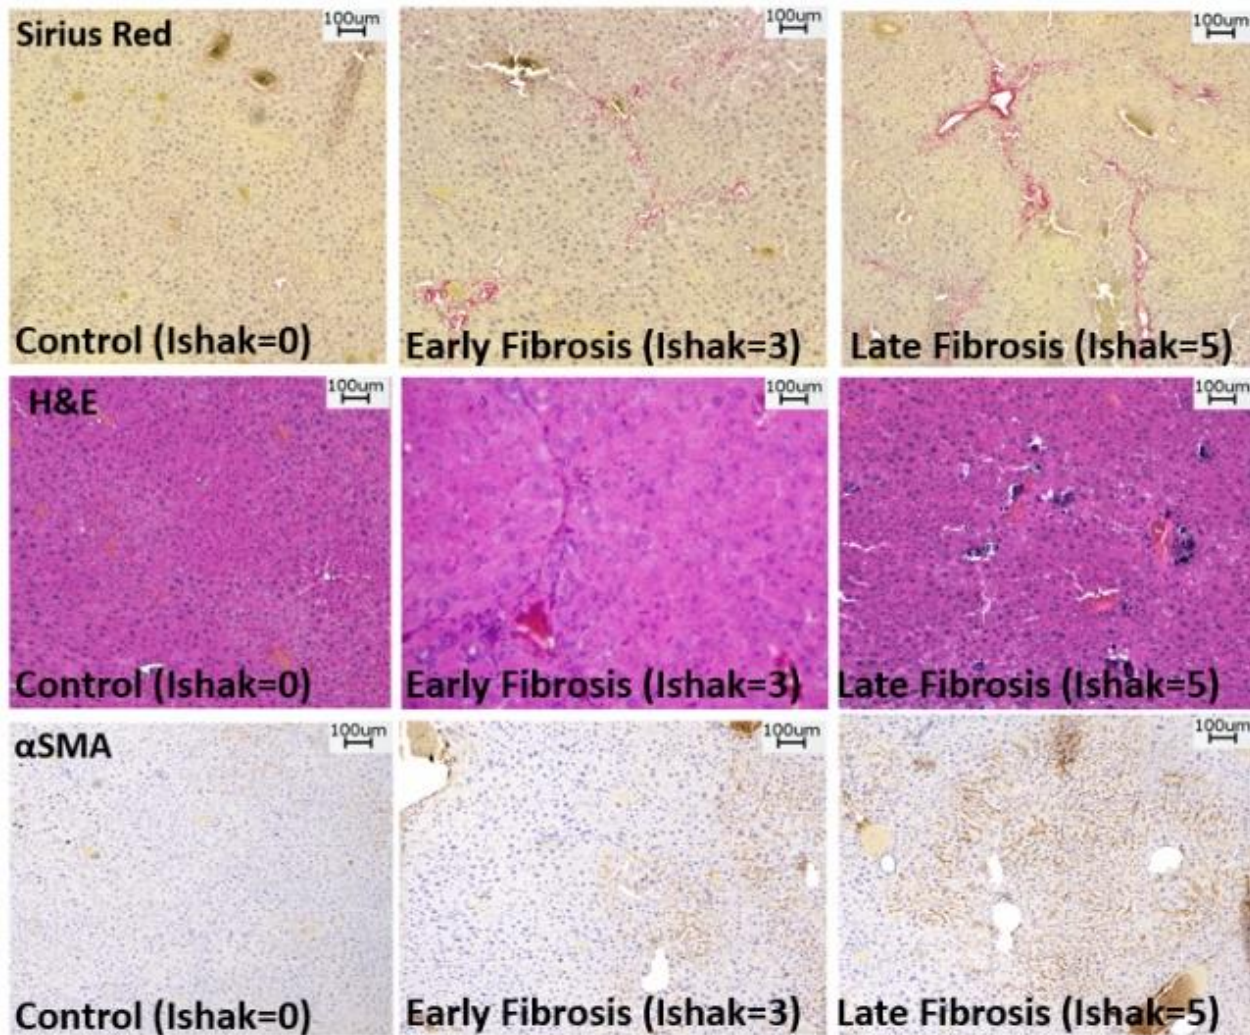 Sirius Red
100um
100um
100um
Control (Ishak=0)
Early Fibrosis (Ishak=3)
Late Fibrosis (Ishak=5)
H&E
100um
100um
100um
Control (Ishak=0)
Early Fibrosis (Ishak=3)
Late Fibrosis (Ishak=5)
αSMA
100um
100um
100um
Control (Ishak=0)
Early Fibrosis (Ishak=3)
Late Fibrosis (Ishak=5)